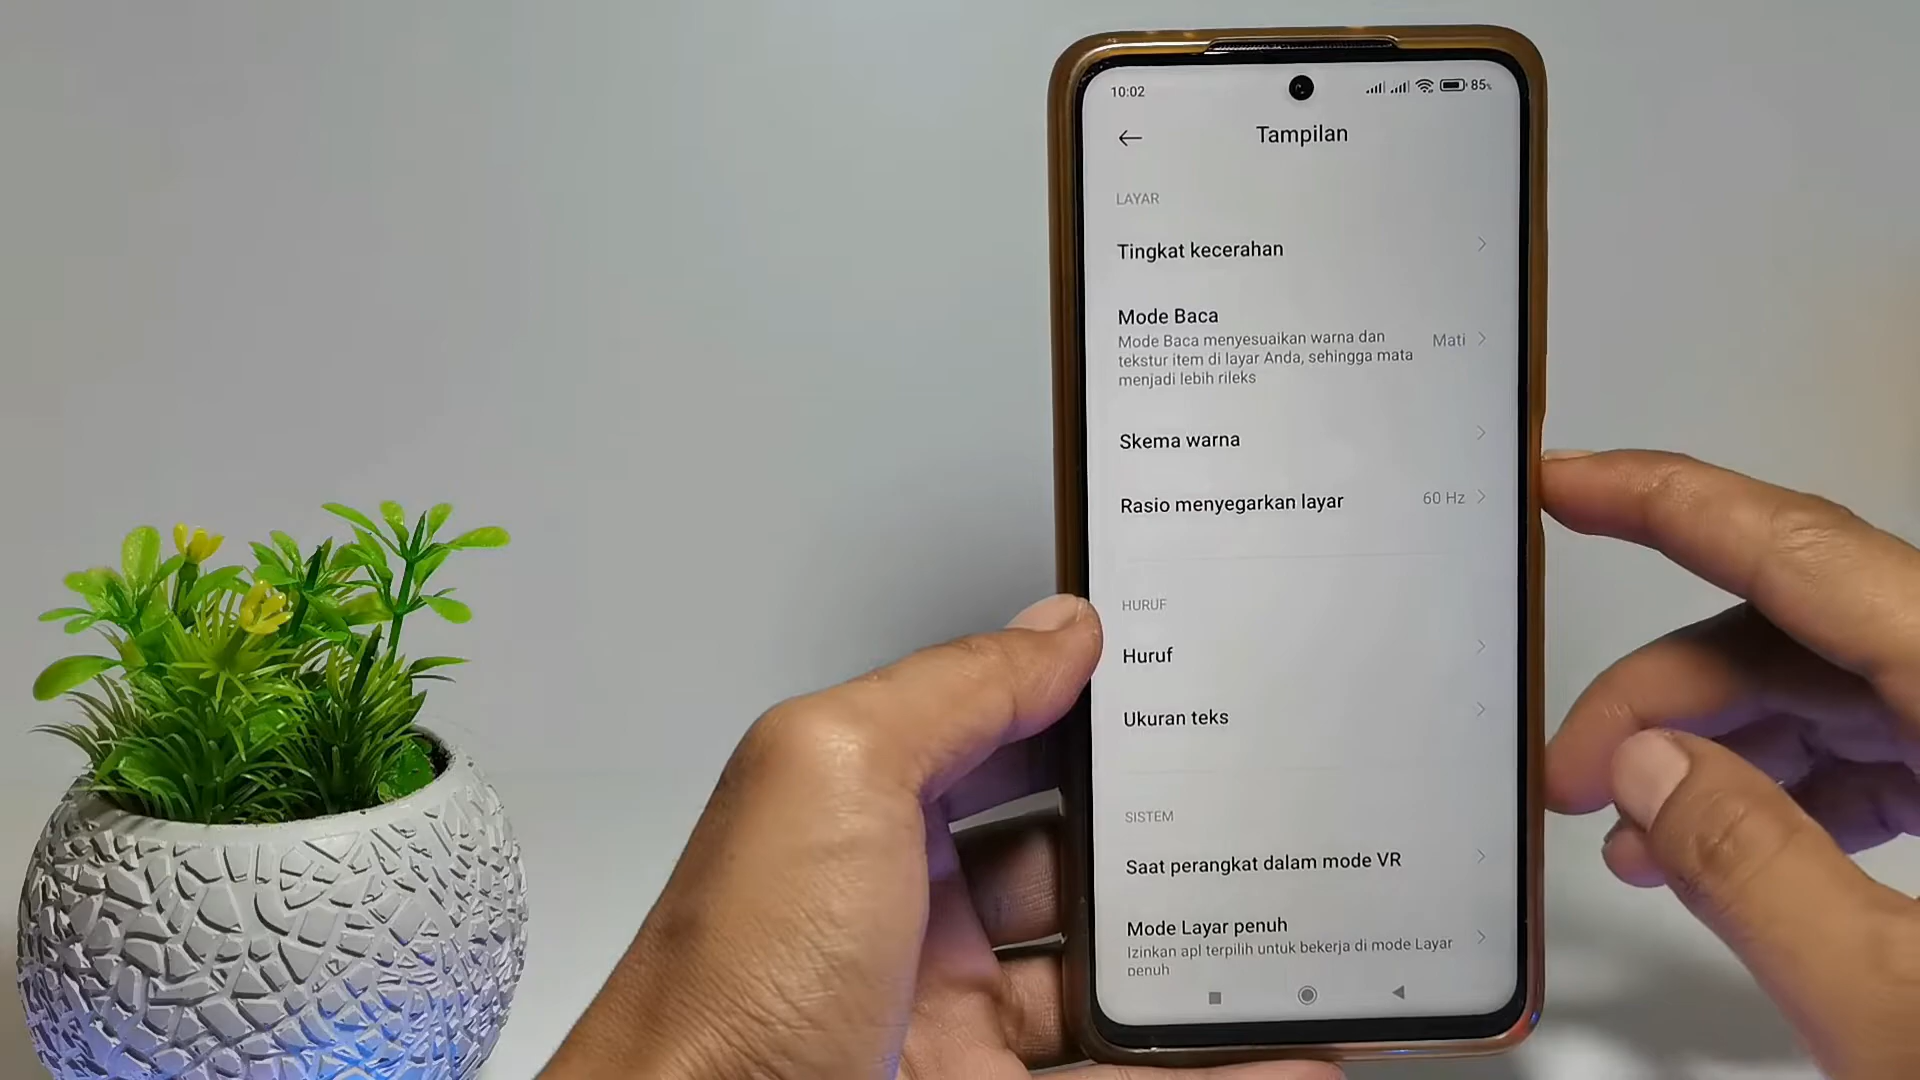 10:02
85%
Tampilan
LAYAR
Tingkat kecerahan
Mode Baca
Mode Baca menyesuaikan warna dan
tekstur item di layar Anda, sehingga mata
menjadi lebih rileks
Mati
Skema warna
Rasio menyegarkan layar
60 Hz
HURUF
Huruf
Ukuran teks
SISTEM
Saat perangkat dalam mode VR
Mode Layar penuh
Izinkan apl terpilih untuk bekerja di mode Layar
penuh